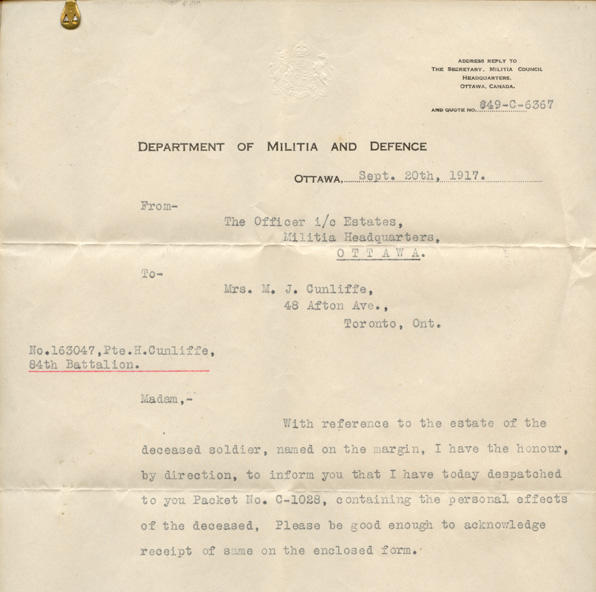 ADDRESS REPLY TO
THE SECRETARY, MILITIA COUNCIL
HEADQUARTERS,
OTTAWA, CANADA.
AND QUOTE NO. 649-C-6367
DEPARTMENT OF MILITIA AND DEFENCE
OTTAWA, Sept. 20th, 1917.
From-
The Officer i/c Estates,
Militia Headquarters,
O T T A W A.
To-
Mrs. M. J. Cunliffe,
48 Afton Ave.,
Toronto, Ont.
No.163047,Pte.H.Cunliffe,
84th Battalion.
Madam,-
With reference to the estate of the
deceased soldier, named on the margin, I have the honour,
by direction, to inform you that I have today despatched
to you Packet No. C-1028, containing the personal effects
of the deceased, Please be good enough to acknowledge
receipt of same on the enclosed form.